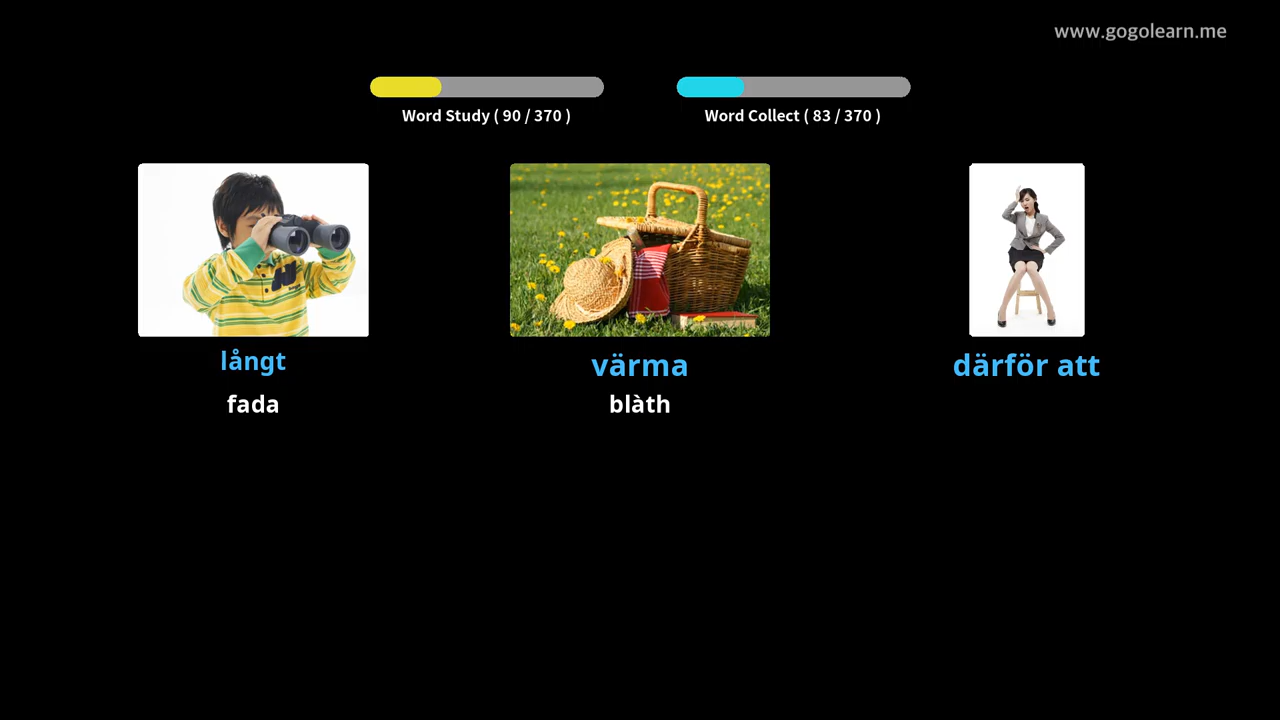 www.gogolearn.me
Word Study ( 90 / 370 )
Word Collect ( 83 / 370 )
långt
värma
därför att
fada
blàth